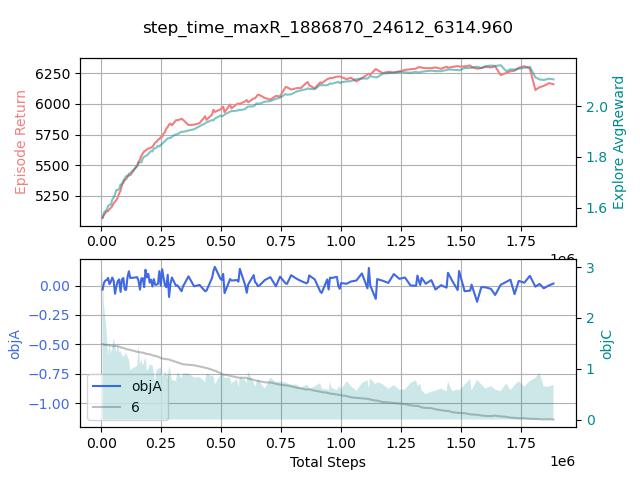 step_time_maxR_1886870_24612_6314.960
Episode Return
6250
6000
5750
5500
5250
2.0
1.8
1.6
Explore AvgReward
0.00 0.25 0.50 0.75 1.00 1.25 1.50 1.75
1e6
objA
0.00
−0.25
−0.50
−0.75
−1.00
3
2
1
0
objC
objA
6
0.00 0.25 0.50 0.75 1.00 1.25 1.50 1.75
Total Steps
1e6